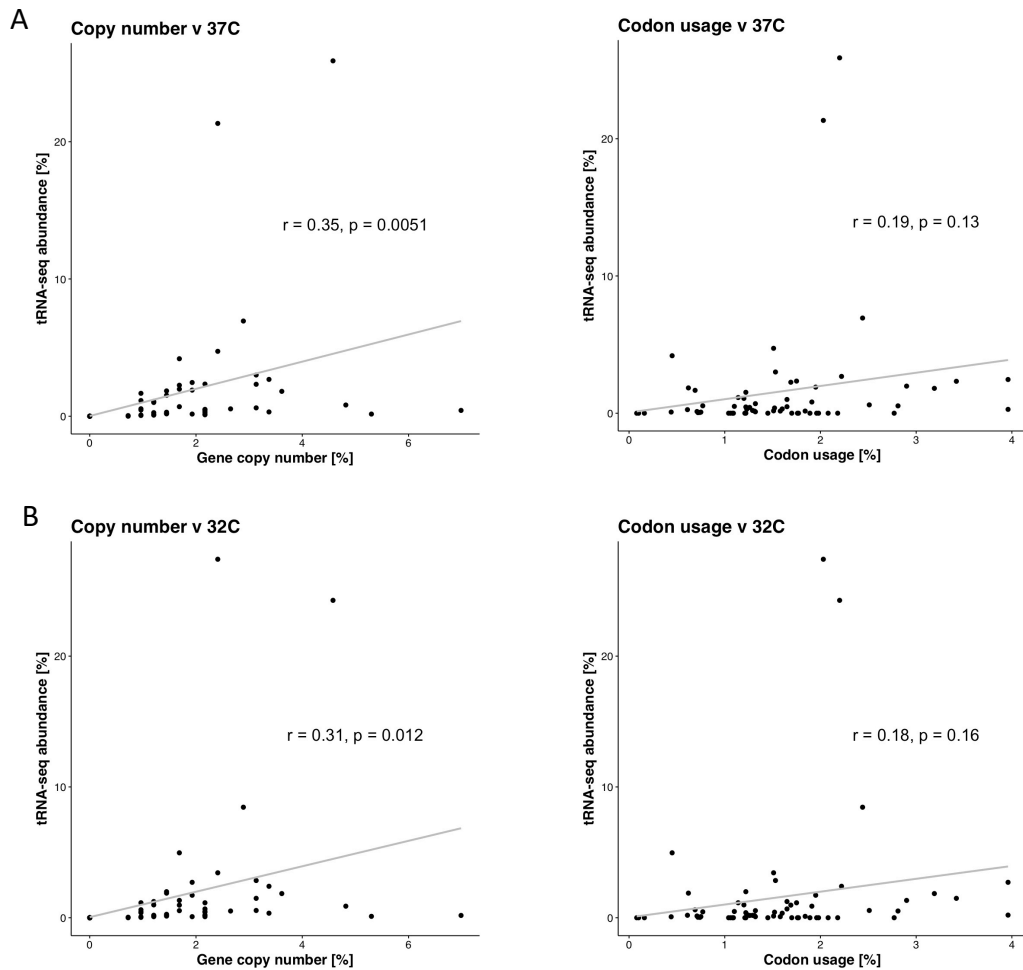 A
Copy number v 37C
tRNA-seq abundance [%]
20
10
0
r = 0.35, p = 0.0051
0 2 4 6
Gene copy number [%]
Codon usage v 37C
tRNA-seq abundance [%]
20
10
0
r = 0.19, p = 0.13
0 1 2 3 4
Codon usage [%]
B
Copy number v 32C
tRNA-seq abundance [%]
20
10
0
r = 0.31, p = 0.012
0 2 4 6
Gene copy number [%]
Codon usage v 32C
tRNA-seq abundance [%]
20
10
0
r = 0.18, p = 0.16
0 1 2 3 4
Codon usage [%]